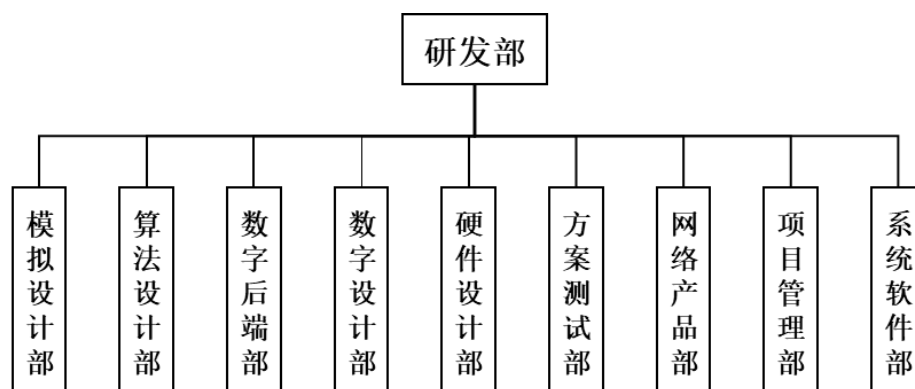 研发部
模拟设计部
算法设计部
数字后端部
数字设计部
硬件设计部
方案测试部
网络产品部
项目管理部
系统软件部